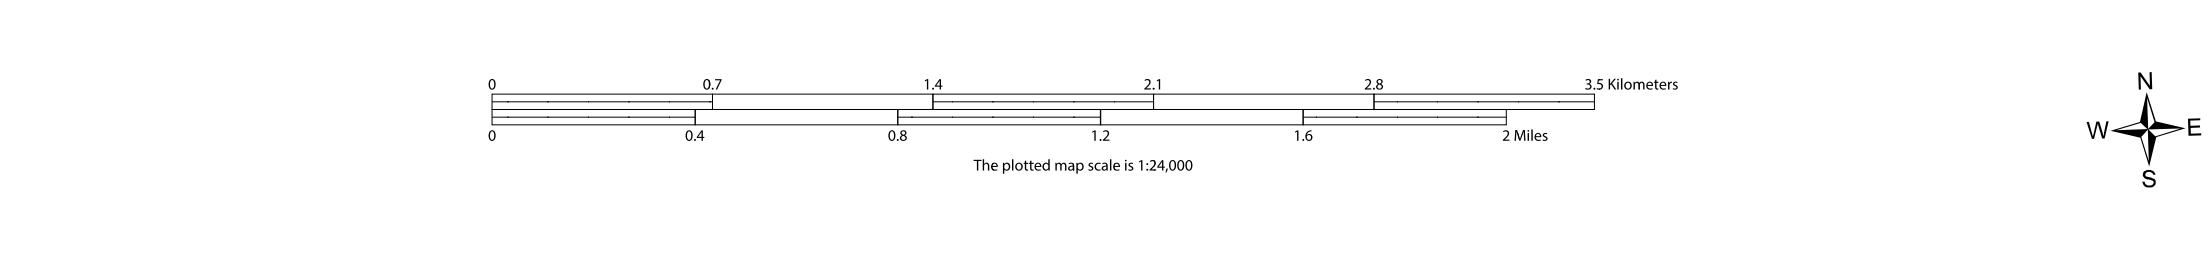 0 0.7 1.4 2.1 2.8 3.5 Kilometers
0 0.4 0.8 1.2 1.6 2 Miles
The plotted map scale is 1:24,000
N
W E
S